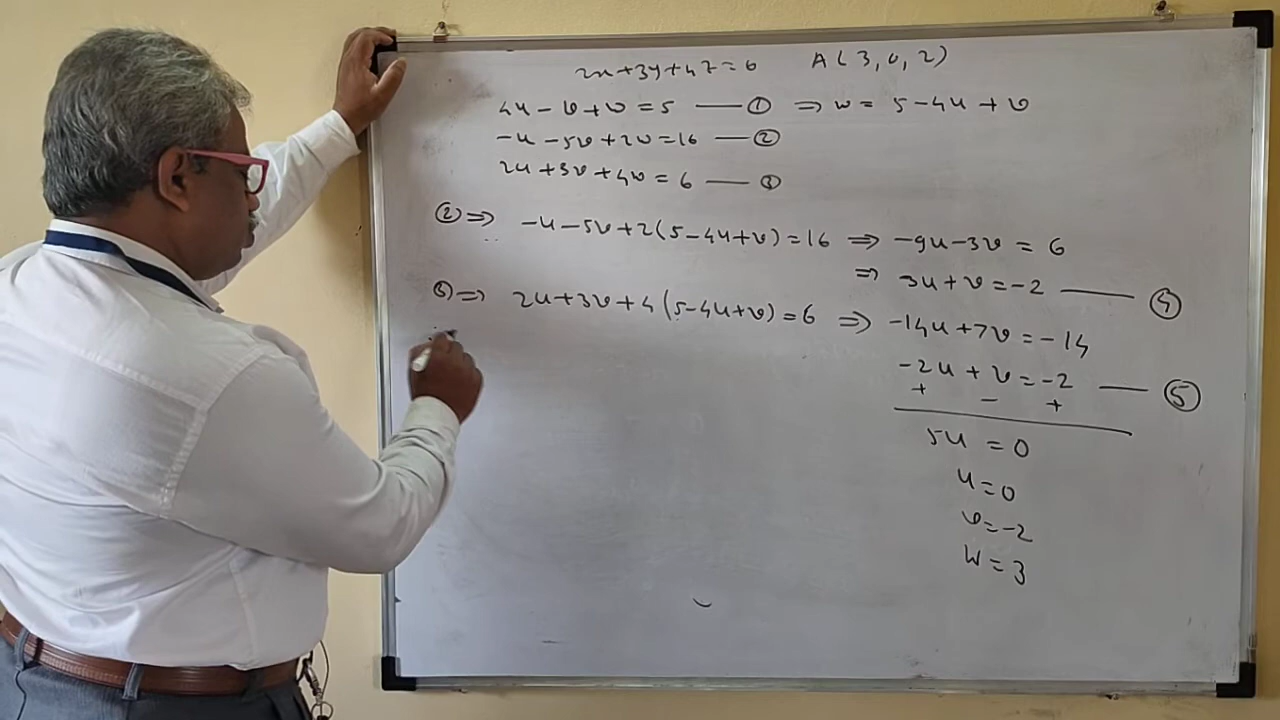 2x+3y+4z=6 A(3,0,2)
4u-v+w=5 —— ① ⇒ w= 5-4u+v
-u-5v+2w=16 —— ②
2u+3v+4w=6 —— ③
②⇒ -u-5v+2(5-4u+v)=16 ⇒ -9u-3v=6
⇒ 3u+v=-2 —— ④
③⇒ 2u+3v+4(5-4u+v)=6 ⇒ -14u+7v=-14
-2u+v=-2 —— ⑤
+ - +
5u=0
u=0
v=-2
w=3